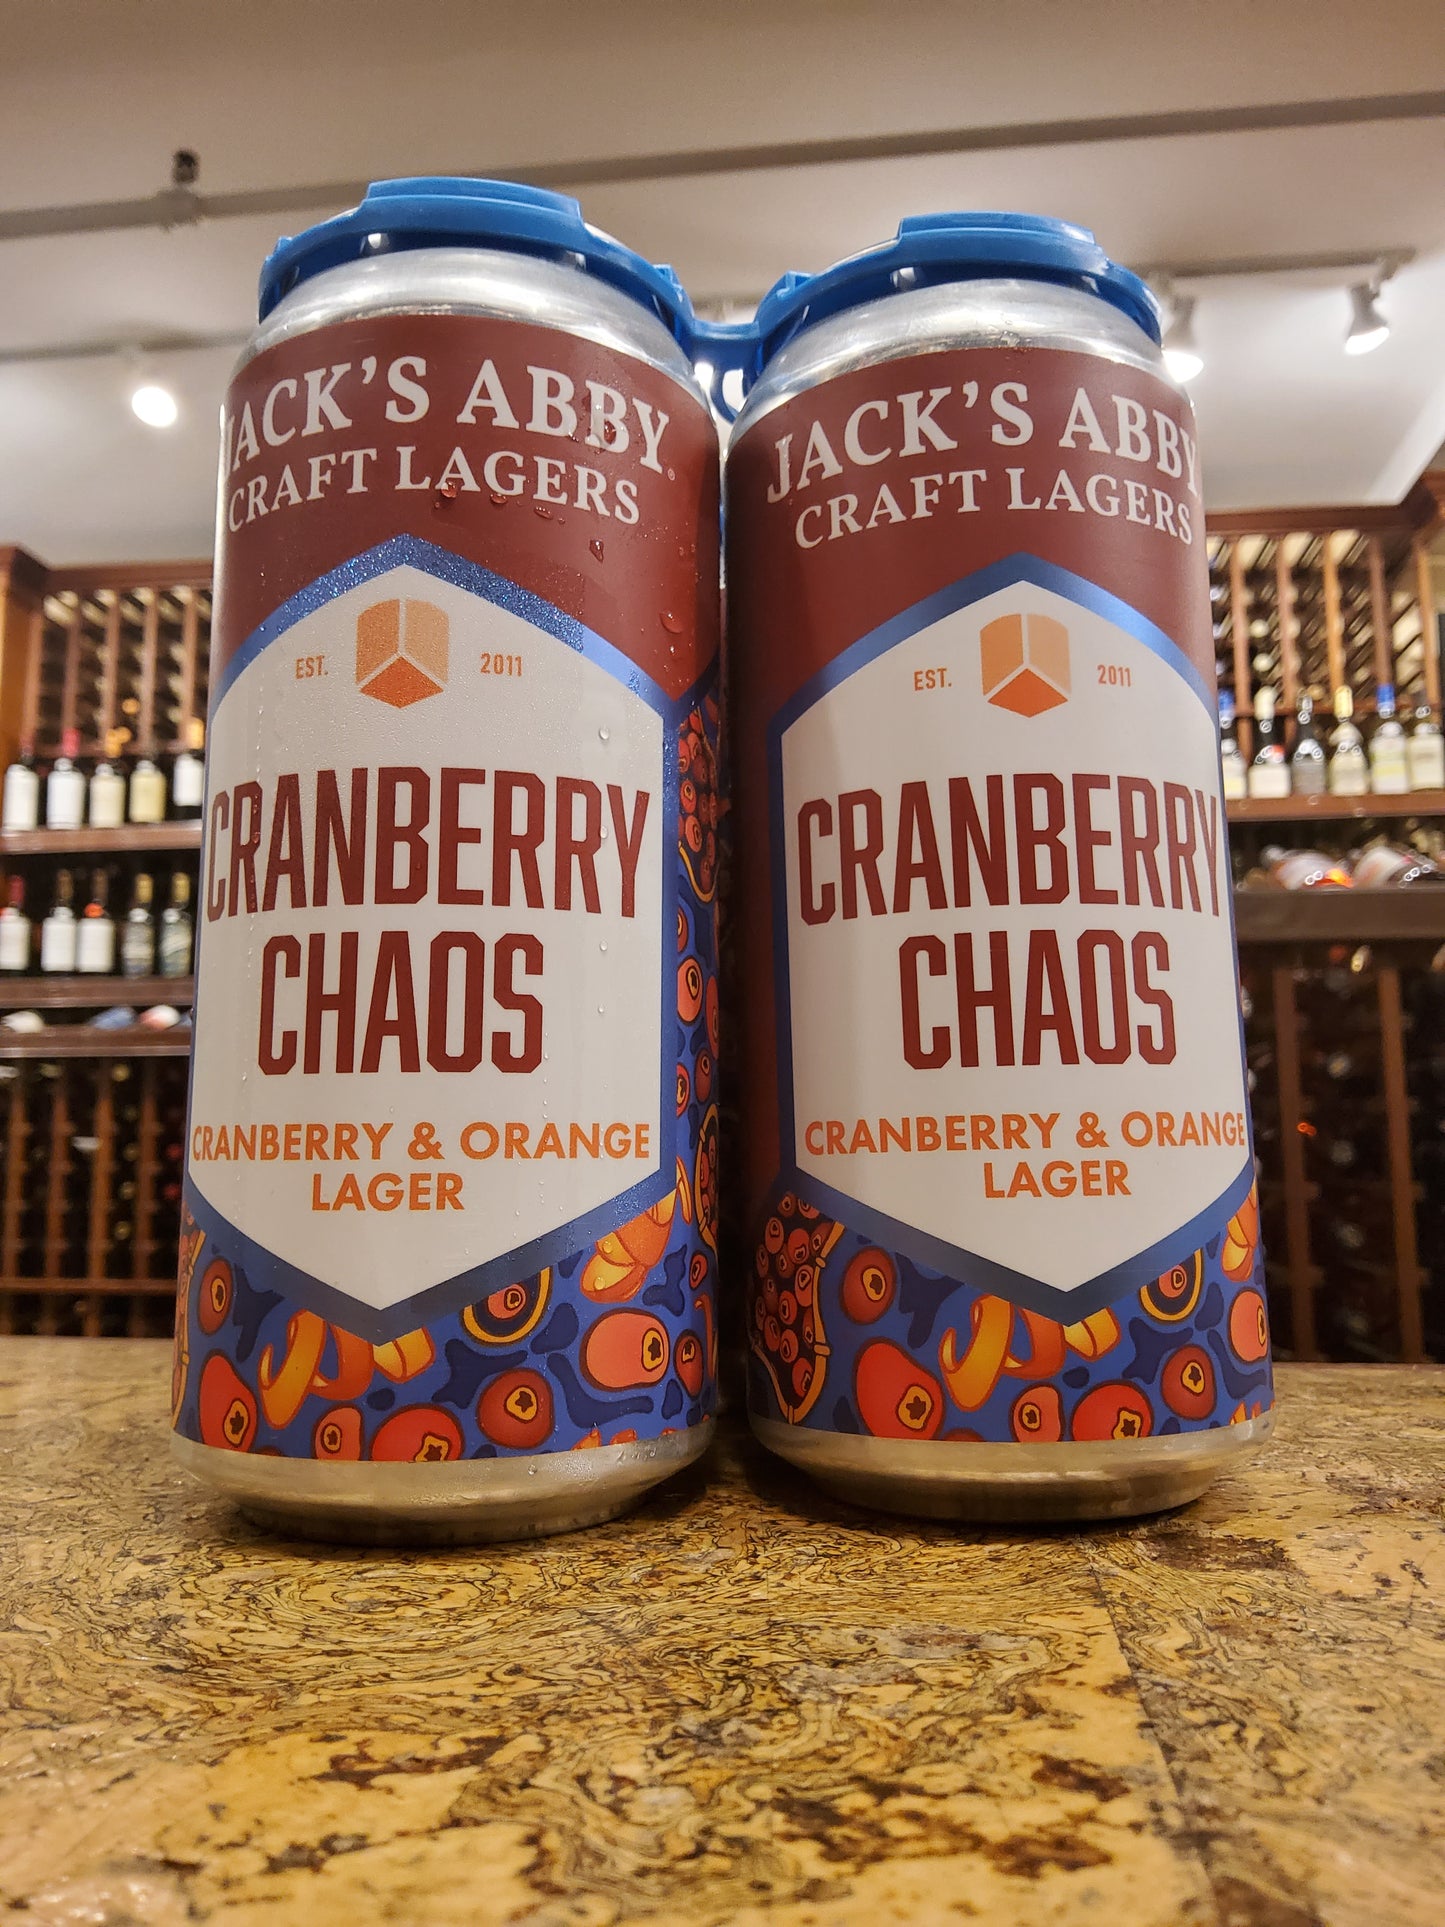 JACK'S ABBY®
CRAFT LAGERS
EST. 2011
CRANBERRY
CHAOS
CRANBERRY & ORANGE
LAGER
JACK'S ABBY
CRAFT LAGERS
EST. 2011
CRANBERRY
CHAOS
CRANBERRY & ORANGE
LAGER